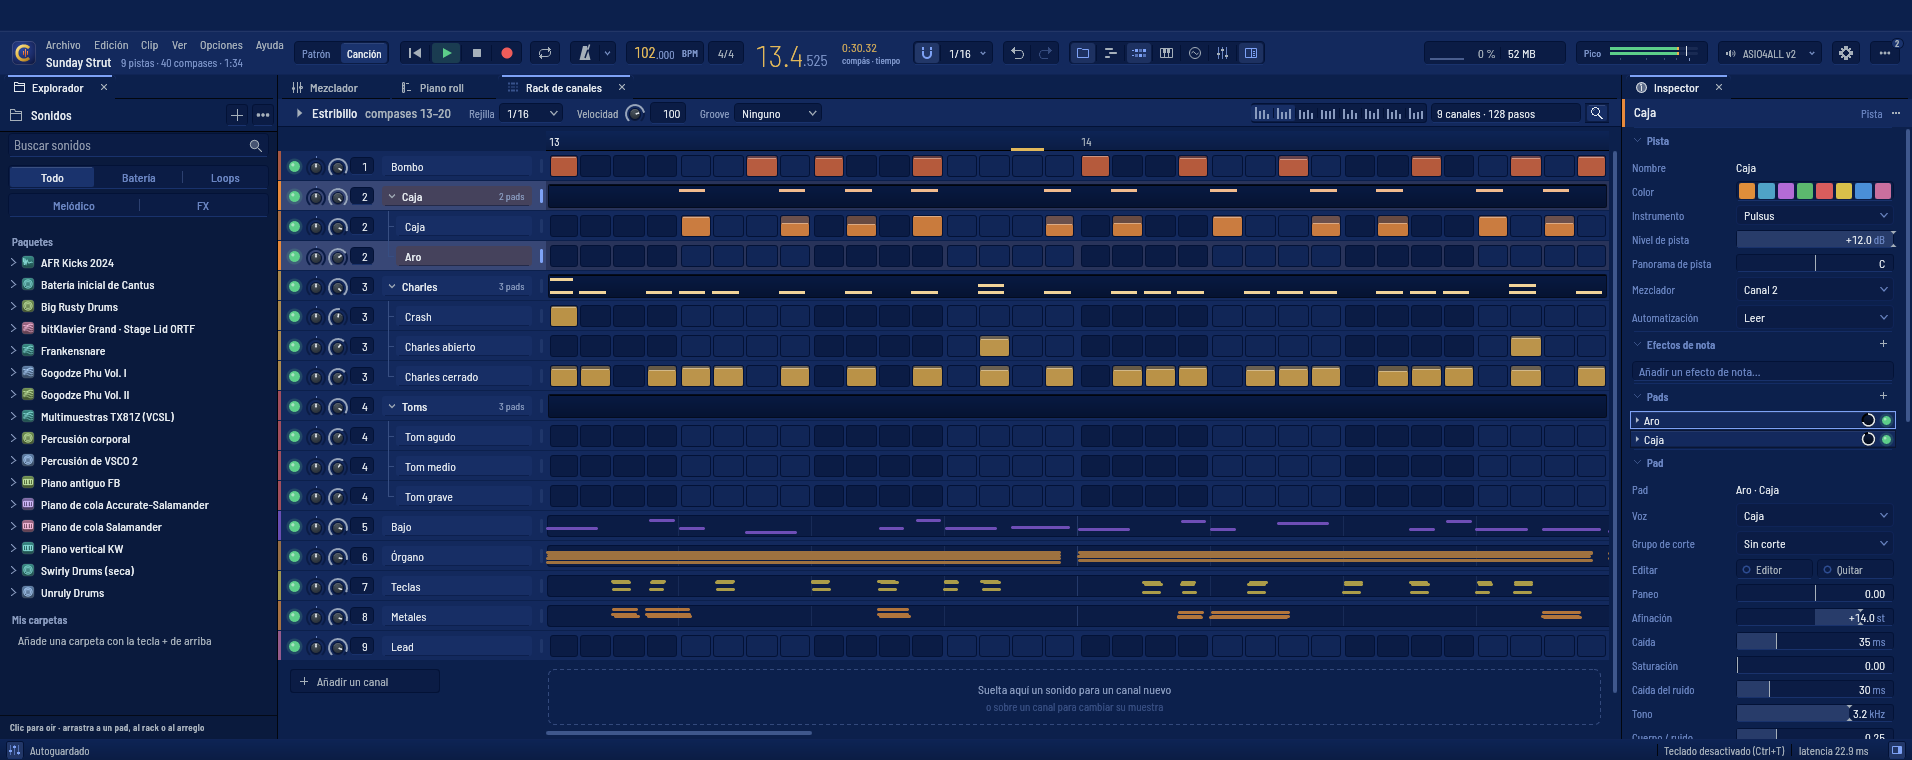 Archivo Edición Clip Ver Opciones Ayuda
Sunday Strut 9 pistas · 40 compases · 1:34
Patrón Canción
102.000 BPM 4/4
13.4.525
0:30.32
compás · tiempo
1/16
0 % 52 MB
Pico
ASIO4ALL v2
2
Explorador
Sonidos
Buscar sonidos
Todo Batería Loops
Melódico FX
Paquetes
AFR Kicks 2024
Batería inicial de Cantus
Big Rusty Drums
bitKlavier Grand · Stage Lid ORTF
Frankensnare
Gogodze Phu Vol. I
Gogodze Phu Vol. II
Multimuestras TX81Z (VCSL)
Percusión corporal
Percusión de VSCO 2
Piano antiguo FB
Piano de cola Accurate-Salamander
Piano de cola Salamander
Piano vertical KW
Swirly Drums (seca)
Unruly Drums
Mis carpetas
Añade una carpeta con la tecla + de arriba
Clic para oír · arrastra a un pad, al rack o al arreglo
Autoguardado
Mezclador Piano roll Rack de canales
Estribillo compases 13-20 Rejilla 1/16 Velocidad 100 Groove Ninguno
9 canales · 128 pasos
13 14
1 Bombo
2 Caja 2 pads
2 Caja
2 Aro
3 Charles 3 pads
3 Crash
3 Charles abierto
3 Charles cerrado
4 Toms 3 pads
4 Tom agudo
4 Tom medio
4 Tom grave
5 Bajo
6 Órgano
7 Teclas
8 Metales
9 Lead
+ Añadir un canal
Suelta aquí un sonido para un canal nuevo
o sobre un canal para cambiar su muestra
Inspector
Caja Pista
Pista
Nombre Caja
Color
Instrumento Pulsus
Nivel de pista +12.0 dB
Panorama de pista C
Mezclador Canal 2
Automatización Leer
Efectos de nota
Añadir un efecto de nota...
Pads
Aro
Caja
Pad
Pad Aro · Caja
Voz Caja
Grupo de corte Sin corte
Editar Editor Quitar
Paneo 0.00
Afinación +14.0 st
Caída 35 ms
Saturación 0.00
Caída del ruido 30 ms
Tono 3.2 kHz
Cuerpo / ruido 0.25
Teclado desactivado (Ctrl+T) latencia 22.9 ms